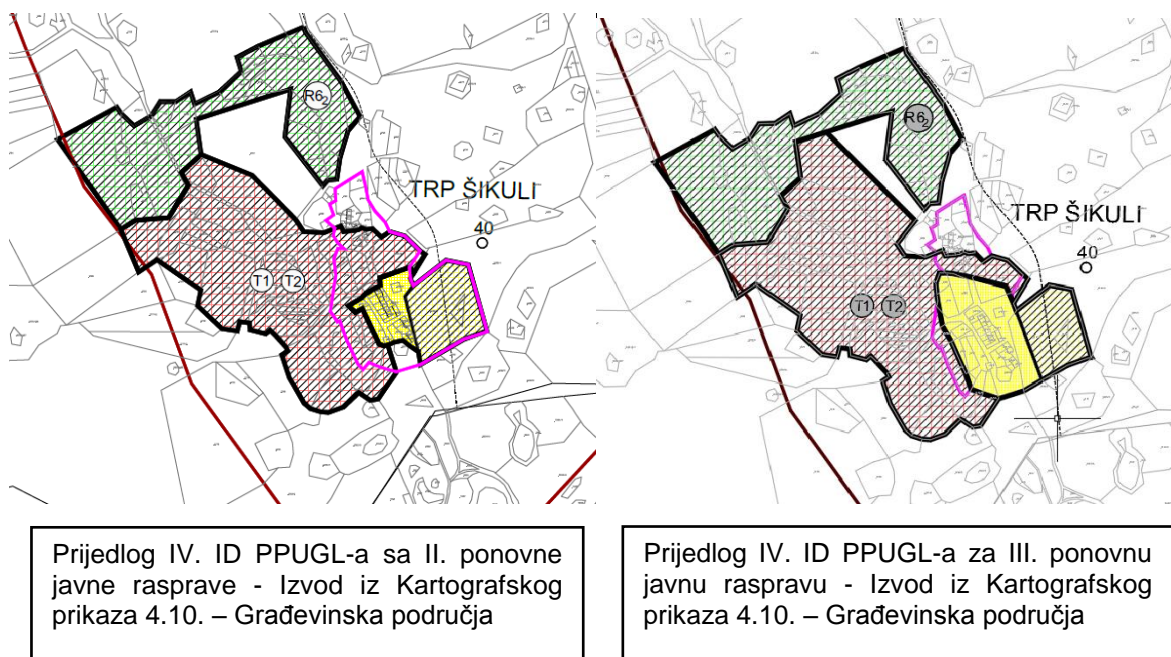 R6₂
TRP ŠIKULI
40
T1 T2
R6₂
TRP ŠIKULI
40
T1 T2
Prijedlog IV. ID PPUGL-a sa II. ponovne
javne rasprave - Izvod iz Kartografskog
prikaza 4.10. – Građevinska područja
Prijedlog IV. ID PPUGL-a za III. ponovnu
javnu raspravu - Izvod iz Kartografskog
prikaza 4.10. – Građevinska područja